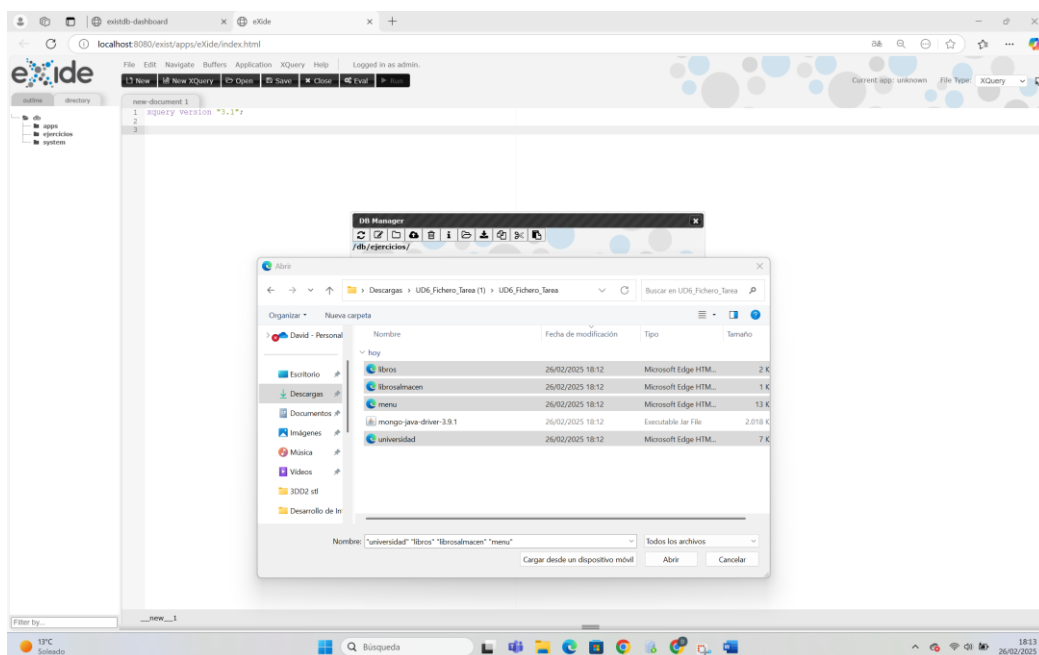 existdb-dashboard
eXide
localhost:8080/exist/apps/eXide/index.html
eXide
File Edit Navigate Buffers Application XQuery Help Logged in as admin.
New New XQuery Open Save Close Eval Run
Current app: unknown File Type: XQuery
outline directory
new-document 1
1 xquery version "3.1";
2
3
db
apps
ejercicios
system
DB Manager
/db/ejercicios/
Abrir
Descargas > UD6_Fichero_Tarea (1) > UD6_Fichero_Tarea
Buscar en UD6_Fichero_Tarea
Organizar Nueva carpeta
David - Personal
Escritorio
Descargas
Documentos
Imágenes
Música
Vídeos
3DD2 stl
Desarrollo de In
Nombre Fecha de modificación Tipo Tamaño
hoy
libros 26/02/2025 18:12 Microsoft Edge HTM... 2 K
librosalmacen 26/02/2025 18:12 Microsoft Edge HTM... 1 K
menu 26/02/2025 18:12 Microsoft Edge HTM... 13 K
mongo-java-driver-3.9.1 26/02/2025 18:12 Executable Jar File 2.018 K
universidad 26/02/2025 18:12 Microsoft Edge HTM... 7 K
Nombre: "universidad" "libros" "librosalmacen" "menu" Todos los archivos
Cargar desde un dispositivo móvil Abrir Cancelar
Filter by...
__new__1
13°C
Soleado
Búsqueda
18:13
26/02/2025